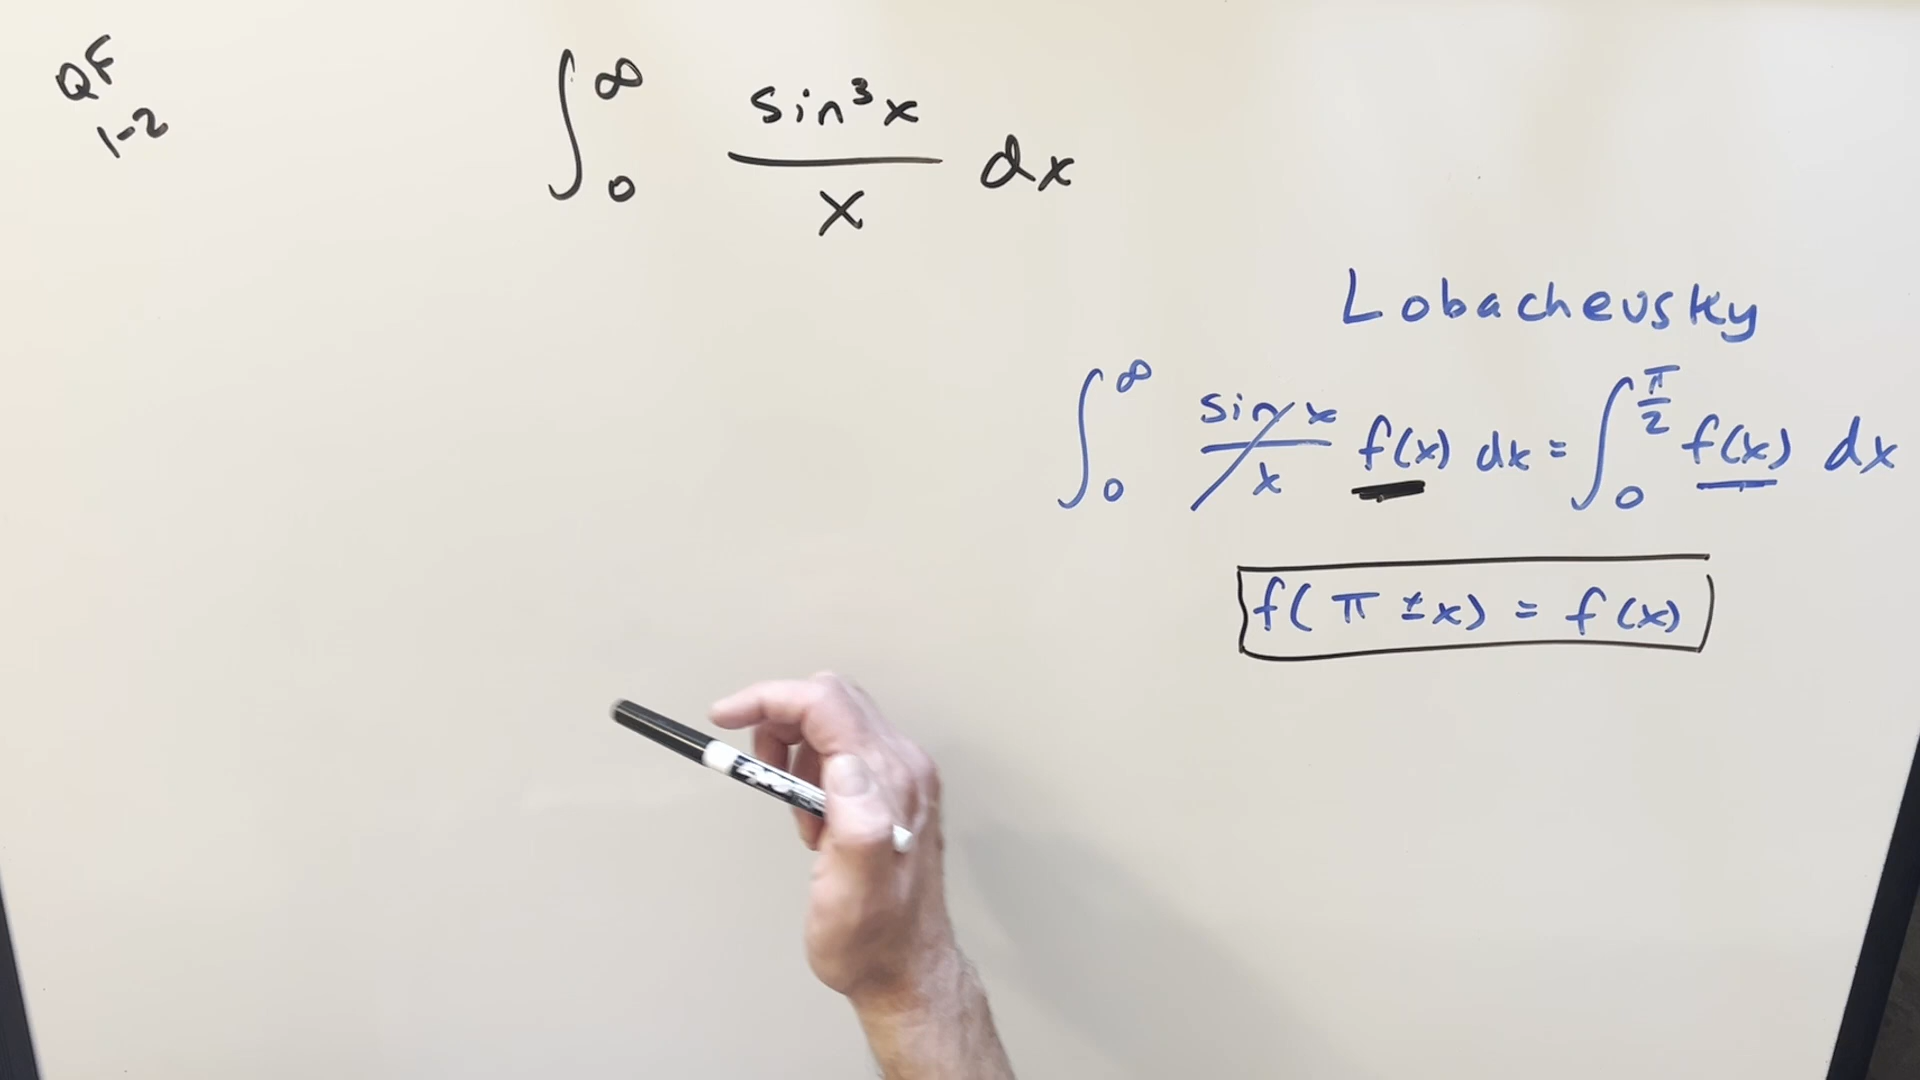 QF
1-2
∫₀^∞ sin³x / x dx
Lobachevsky
∫₀^∞ sin x / x f(x) dx = ∫₀^(π/2) f(x) dx
f(π ± x) = f(x)